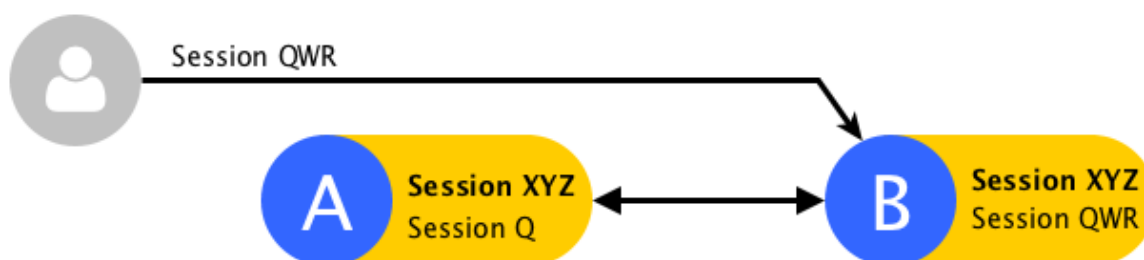 Session QWR
A
Session XYZ
Session Q
B
Session XYZ
Session QWR